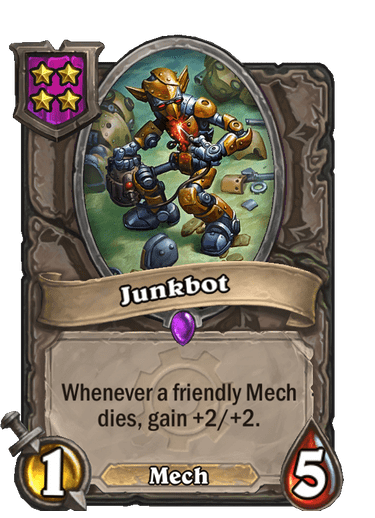 Junkbot
Whenever a friendly Mech
dies, gain +2/+2.
1
Mech
5